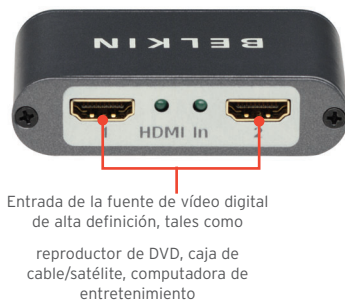 BELKIN
1 HDMI In 2
Entrada de la fuente de vídeo digital
de alta definición, tales como
reproductor de DVD, caja de
cable/satélite, computadora de
entretenimiento